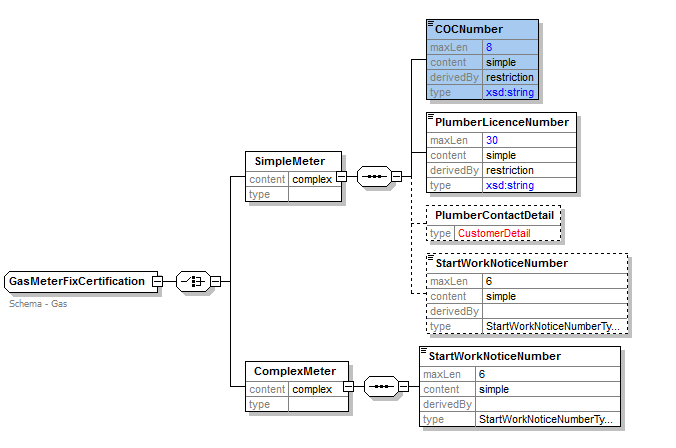 COCNumber
maxLen 8
content simple
derivedBy restriction
type xsd:string
PlumberLicenceNumber
maxLen 30
content simple
derivedBy restriction
type xsd:string
SimpleMeter
content complex
type
PlumberContactDetail
type CustomerDetail
StartWorkNoticeNumber
maxLen 6
content simple
derivedBy
type StartWorkNoticeNumberTy...
GasMeterFixCertification
Schema - Gas
ComplexMeter
content complex
type
StartWorkNoticeNumber
maxLen 6
content simple
derivedBy
type StartWorkNoticeNumberTy...